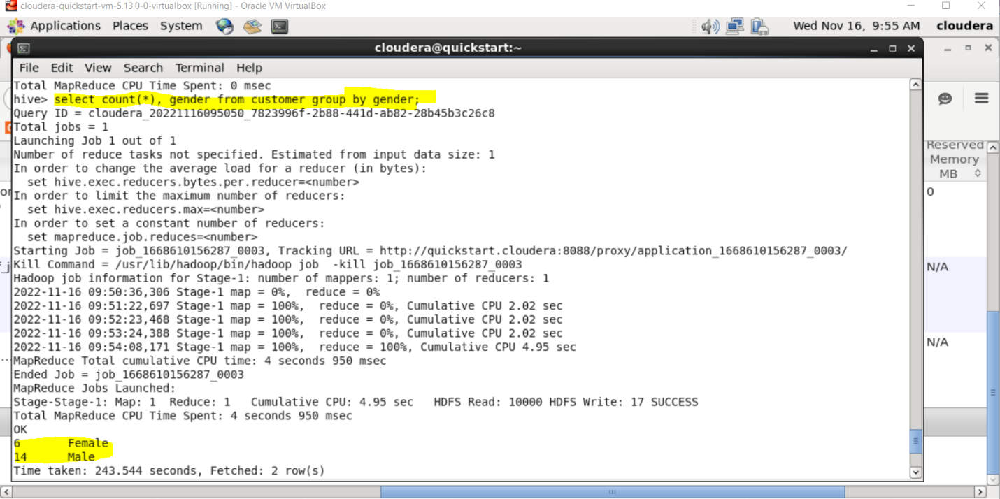 cloudera-quickstart-vm-5.13.0-0-virtualbox [Running] - Oracle VM VirtualBox
Applications Places System Wed Nov 16, 9:55 AM cloudera
cloudera@quickstart:~
File Edit View Search Terminal Help
Total MapReduce CPU Time Spent: 0 msec
hive> select count(*), gender from customer group by gender;
Query ID = cloudera_20221116095050_7823996f-2b88-441d-ab82-28b45b3c26c8
Total jobs = 1
Launching Job 1 out of 1
Number of reduce tasks not specified. Estimated from input data size: 1
In order to change the average load for a reducer (in bytes):
  set hive.exec.reducers.bytes.per.reducer=<number>
In order to limit the maximum number of reducers:
  set hive.exec.reducers.max=<number>
In order to set a constant number of reducers:
  set mapreduce.job.reduces=<number>
Starting Job = job_1668610156287_0003, Tracking URL = http://quickstart.cloudera:8088/proxy/application_1668610156287_0003/
Kill Command = /usr/lib/hadoop/bin/hadoop job  -kill job_1668610156287_0003
Hadoop job information for Stage-1: number of mappers: 1; number of reducers: 1
2022-11-16 09:50:36,306 Stage-1 map = 0%,  reduce = 0%
2022-11-16 09:51:22,697 Stage-1 map = 100%,  reduce = 0%, Cumulative CPU 2.02 sec
2022-11-16 09:52:23,468 Stage-1 map = 100%,  reduce = 0%, Cumulative CPU 2.02 sec
2022-11-16 09:53:24,388 Stage-1 map = 100%,  reduce = 0%, Cumulative CPU 2.02 sec
2022-11-16 09:54:08,171 Stage-1 map = 100%,  reduce = 100%, Cumulative CPU 4.95 sec
MapReduce Total cumulative CPU time: 4 seconds 950 msec
Ended Job = job_1668610156287_0003
MapReduce Jobs Launched:
Stage-Stage-1: Map: 1  Reduce: 1   Cumulative CPU: 4.95 sec   HDFS Read: 10000 HDFS Write: 17 SUCCESS
Total MapReduce CPU Time Spent: 4 seconds 950 msec
OK
6       Female
14      Male
Time taken: 243.544 seconds, Fetched: 2 row(s)
Reserved
Memory
MB
0
N/A
N/A